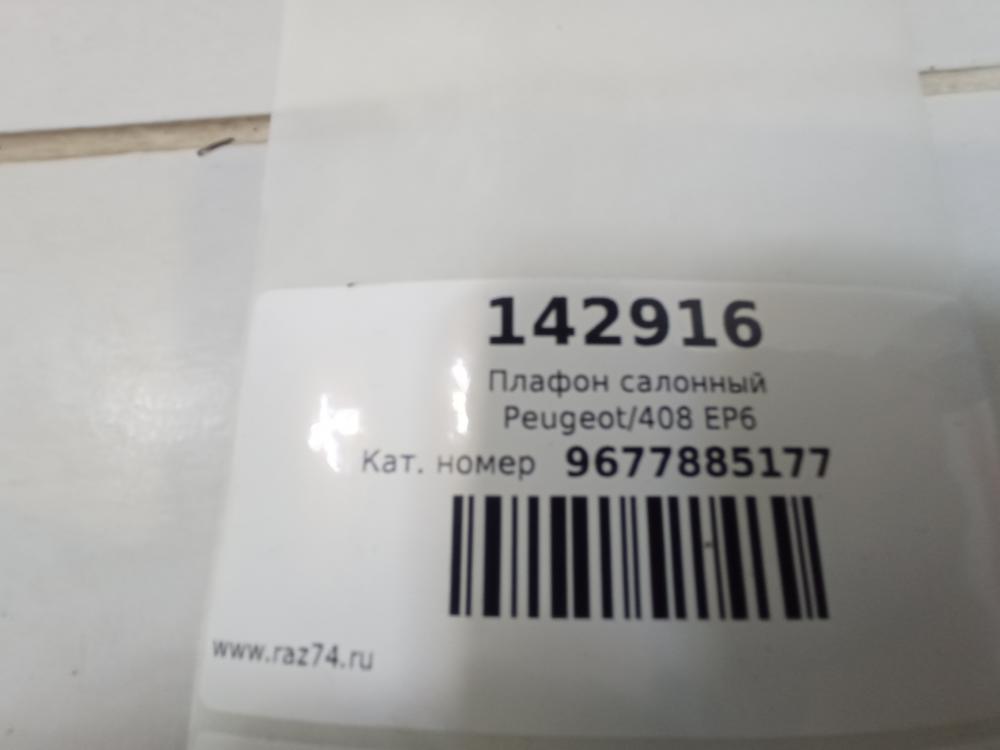 142916
Плафон салонный
Peugeot/408 EP6
Кат. номер 9677885177
www.raz74.ru